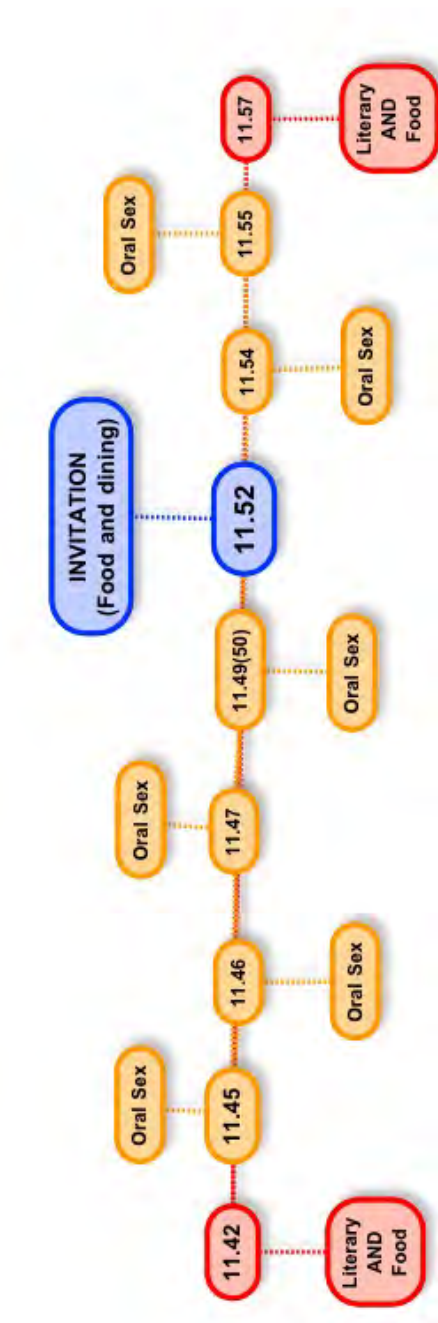 11.42
Literary
AND
Food
11.45
Oral Sex
11.46
Oral Sex
11.47
Oral Sex
11.49(50)
Oral Sex
11.52
INVITATION
(Food and dining)
11.54
Oral Sex
11.55
Oral Sex
11.57
Literary
AND
Food